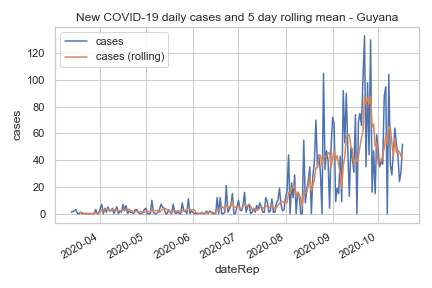 New COVID-19 daily cases and 5 day rolling mean - Guyana
cases
cases (rolling)
120
100
80
60
40
20
0
cases
2020-04
2020-05
2020-06
2020-07
2020-08
2020-09
2020-10
dateRep